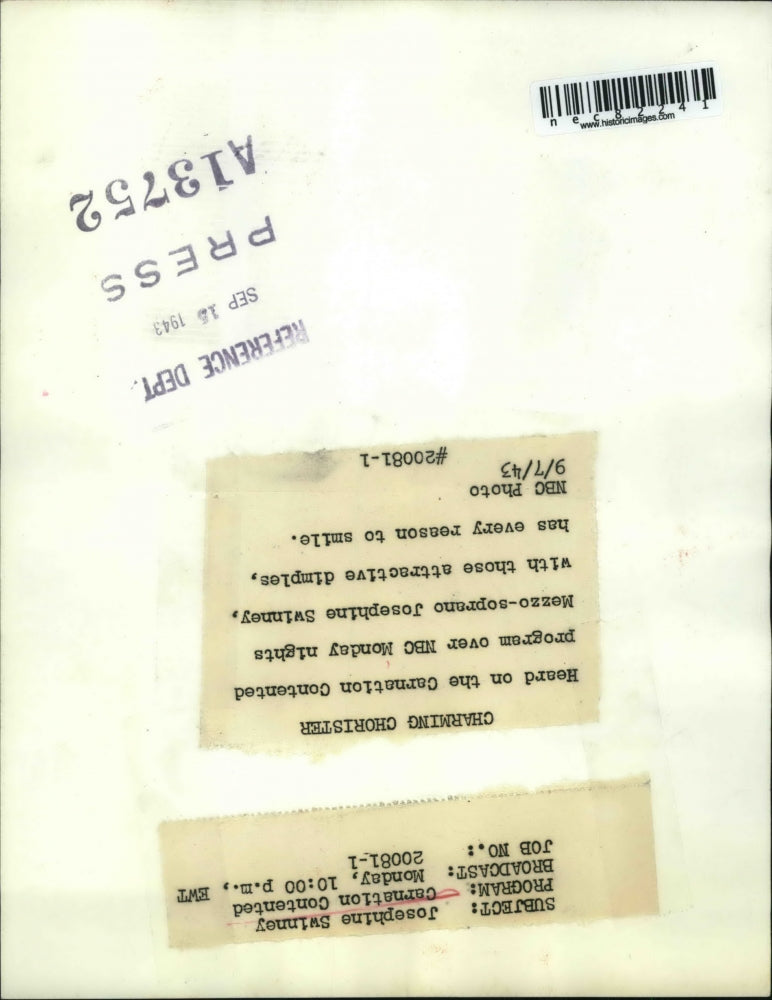 SUBJECT: Josephine Swinney
PROGRAM: Carnation Contented
BROADCAST: Monday, 10:00 p.m., EWT
JOB NO.: 20081-1
CHARMING CHORISTER
Heard on the Carnation Contented
program over NBC Monday nights
Mezzo-soprano Josephine Swinney,
with those attractive dimples,
has every reason to smile.
NBC Photo
9/7/43 #20081-1
REFERENCE DEPT.
SEP 15 1943
PRESS
A13752
nec82241
www.historicimages.com